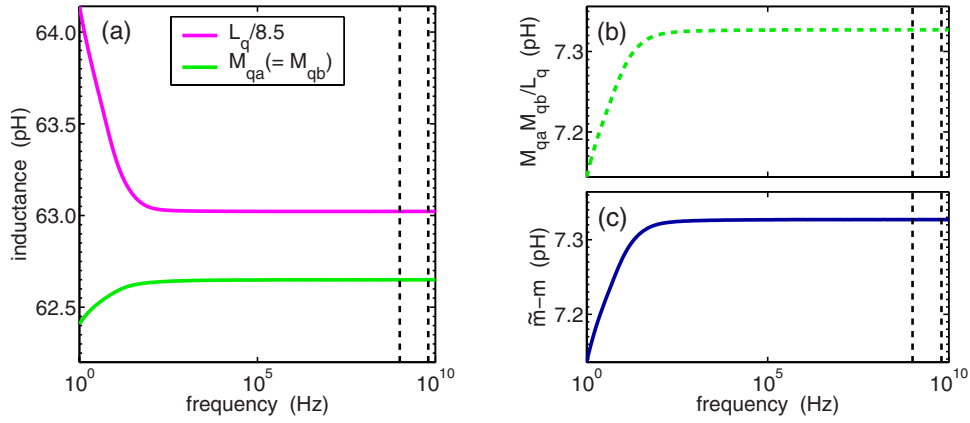 (a)
L_q/8.5
M_qa(= M_qb)
inductance (pH)
64.0
63.5
63.0
62.5
10^0
10^5
10^10
frequency (Hz)
(b)
M_qa M_qb/L_q (pH)
7.3
7.2
(c)
m̃−m (pH)
7.3
7.2
10^0
10^5
10^10
frequency (Hz)